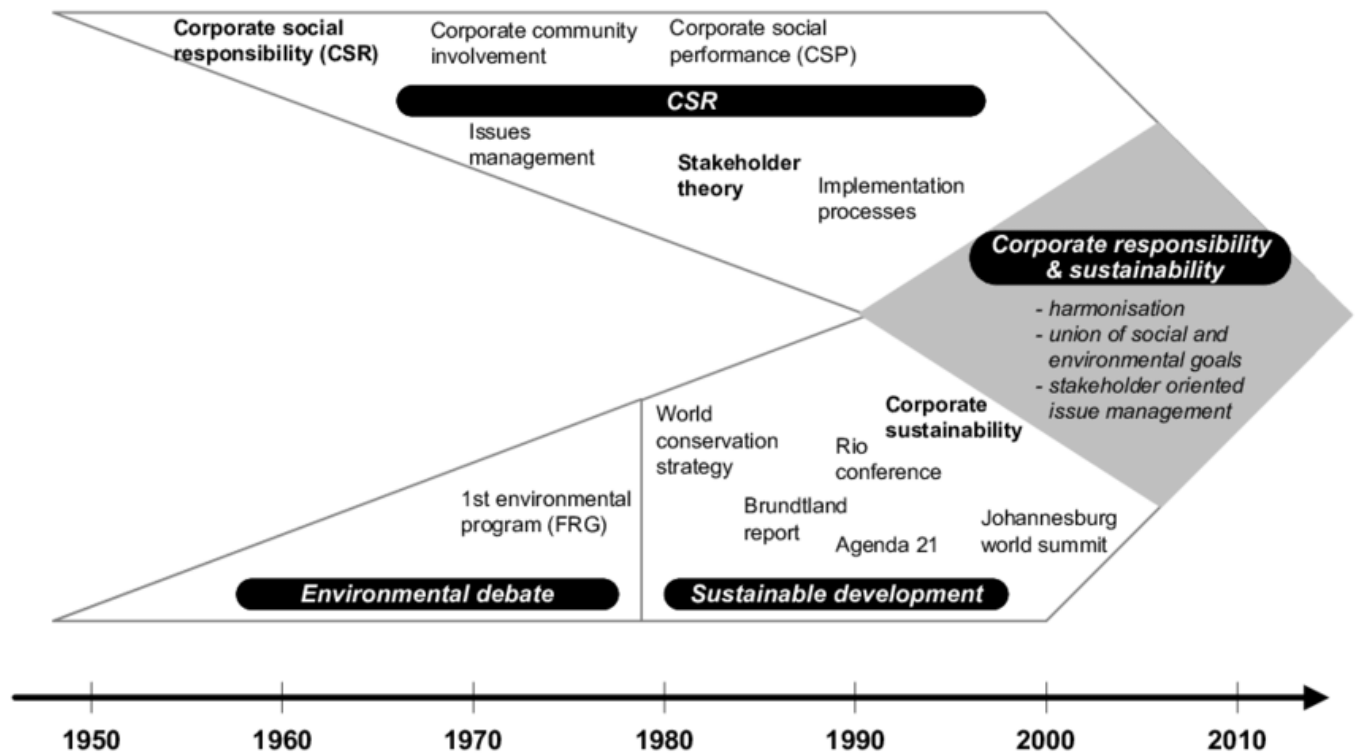 Corporate social
responsibility (CSR)
Corporate community
involvement
Corporate social
performance (CSP)
CSR
Issues
management
Stakeholder
theory
Implementation
processes
Corporate responsibility
& sustainability
- harmonisation
- union of social and
environmental goals
- stakeholder oriented
issue management
World
conservation
strategy
Corporate
sustainability
Rio
conference
1st environmental
program (FRG)
Brundtland
report
Agenda 21
Johannesburg
world summit
Environmental debate
Sustainable development
1950 1960 1970 1980 1990 2000 2010